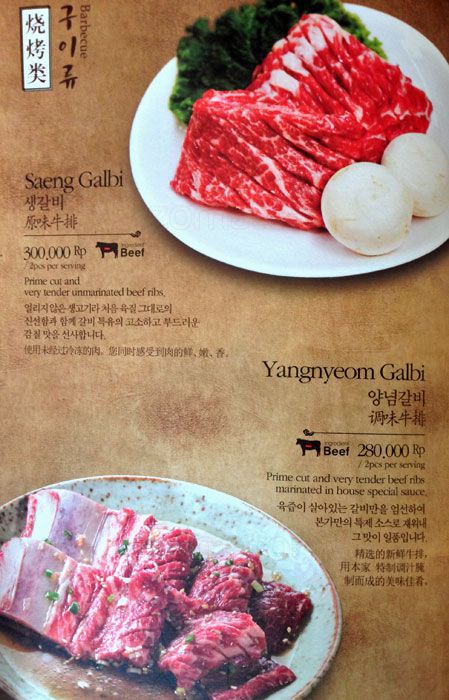 구이류
Barbecue
烧烤类
Saeng Galbi
생갈비
原味牛排
300,000 Rp
/ 2pcs per serving
Ingredient
Beef
Prime cut and
very tender unmarinated beef ribs.
얼리지않은 생고기라 처음 육질 그대로의
신선함과 함께 갈비 특유의 고소하고 부드러운
감칠 맛을 선사합니다.
使用未经过冷冻的肉。您同时感受到肉的鲜、嫩、香。
Yangnyeom Galbi
양념갈비
调味牛排
Ingredient
Beef
280,000 Rp
/ 2pcs per serving
Prime cut and very tender beef ribs
marinated in house special sauce.
육즙이 살아있는 갈비만을 엄선하여
본가만의 특제 소스로 재워내
그 맛이 일품입니다.
精选的新鲜牛排,
用本家 特制调汁腌
制而成的美味佳肴。